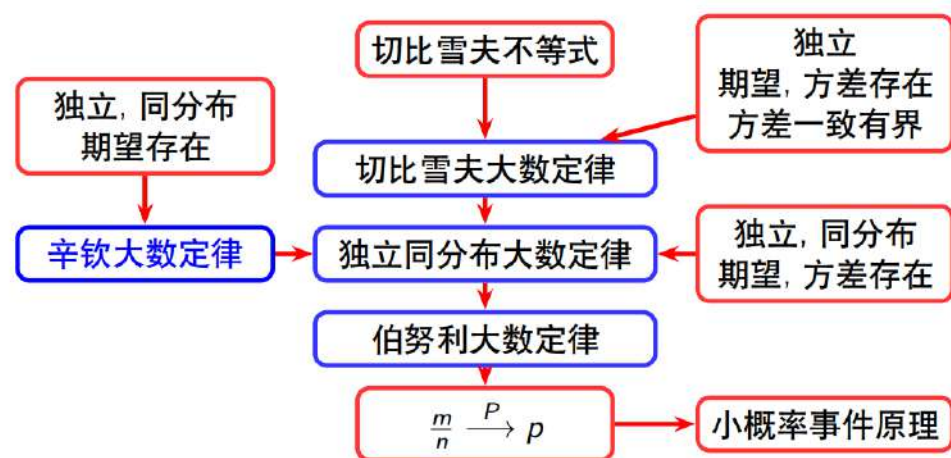 切比雪夫不等式
独立
期望, 方差存在
方差一致有界
独立, 同分布
期望存在
切比雪夫大数定律
辛钦大数定律
独立同分布大数定律
独立, 同分布
期望, 方差存在
伯努利大数定律
m/n —P→ p
小概率事件原理